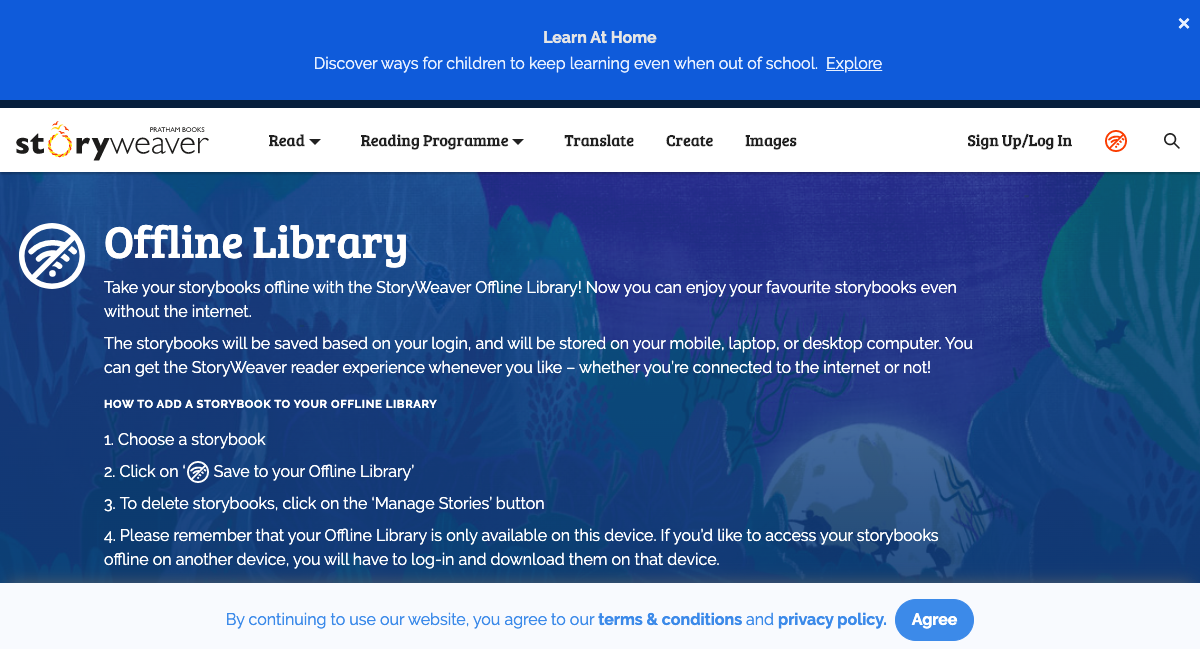 Learn At Home
Discover ways for children to keep learning even when out of school. Explore
PRATHAM BOOKS
storyweaver
Read
Reading Programme
Translate
Create
Images
Sign Up/Log In
Offline Library
Take your storybooks offline with the StoryWeaver Offline Library! Now you can enjoy your favourite storybooks even
without the internet.
The storybooks will be saved based on your login, and will be stored on your mobile, laptop, or desktop computer. You
can get the StoryWeaver reader experience whenever you like – whether you're connected to the internet or not!
HOW TO ADD A STORYBOOK TO YOUR OFFLINE LIBRARY
1. Choose a storybook
2. Click on ‘ Save to your Offline Library’
3. To delete storybooks, click on the ‘Manage Stories’ button
4. Please remember that your Offline Library is only available on this device. If you’d like to access your storybooks
offline on another device, you will have to log-in and download them on that device.
By continuing to use our website, you agree to our terms & conditions and privacy policy.
Agree